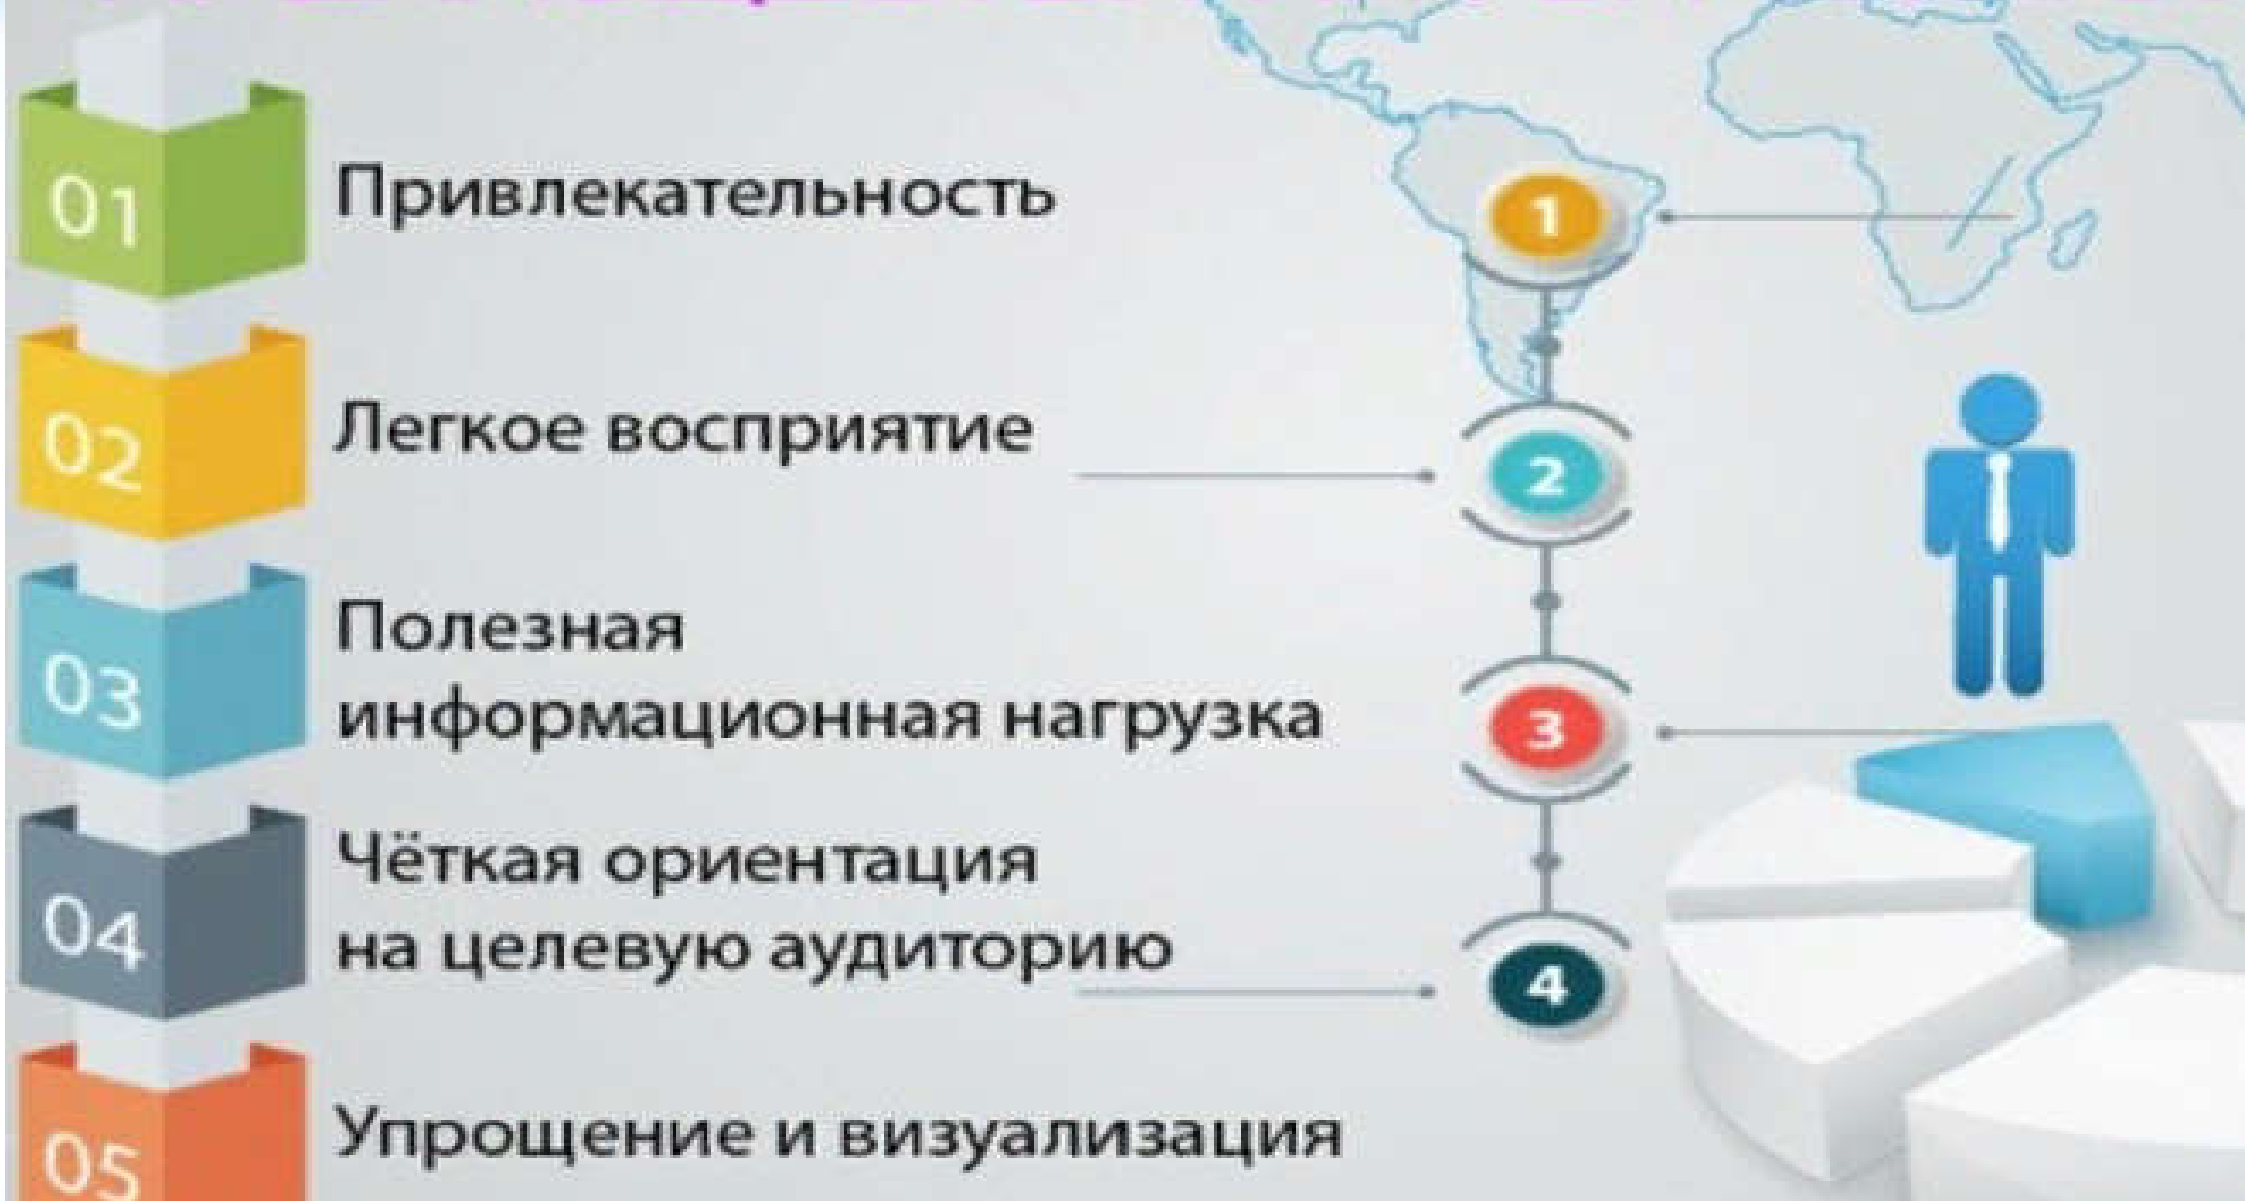 01
Привлекательность
02
Легкое восприятие
03
Полезная
информационная нагрузка
04
Чёткая ориентация
на целевую аудиторию
05
Упрощение и визуализация
1
2
3
4